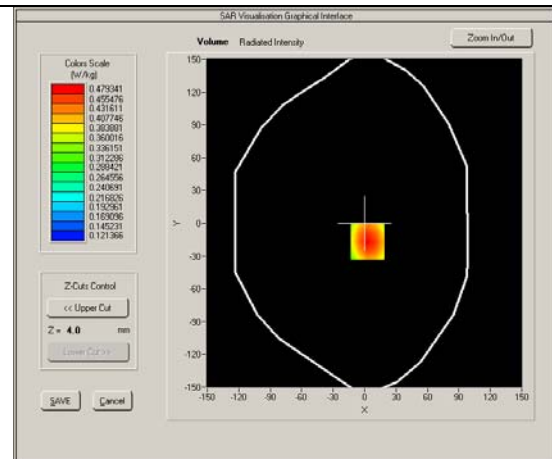 SAR Visualisation Graphical Interface
Volume Radiated Intensity
Zoom In/Out
Colors Scale
(W/kg)
0.479341
0.455476
0.431611
0.407746
0.383881
0.360016
0.336151
0.312286
0.288421
0.264556
0.240691
0.216826
0.192961
0.169096
0.145231
0.121366
Z-Cuts Control
<< Upper Cut
Z = 4.0 mm
Lower Cut >>
SAVE Cancel
150
120
90
60
30
0
-30
-60
-90
-120
-150
Y
-150 -120 -90 -60 -30 0 30 60 90 120 150
X